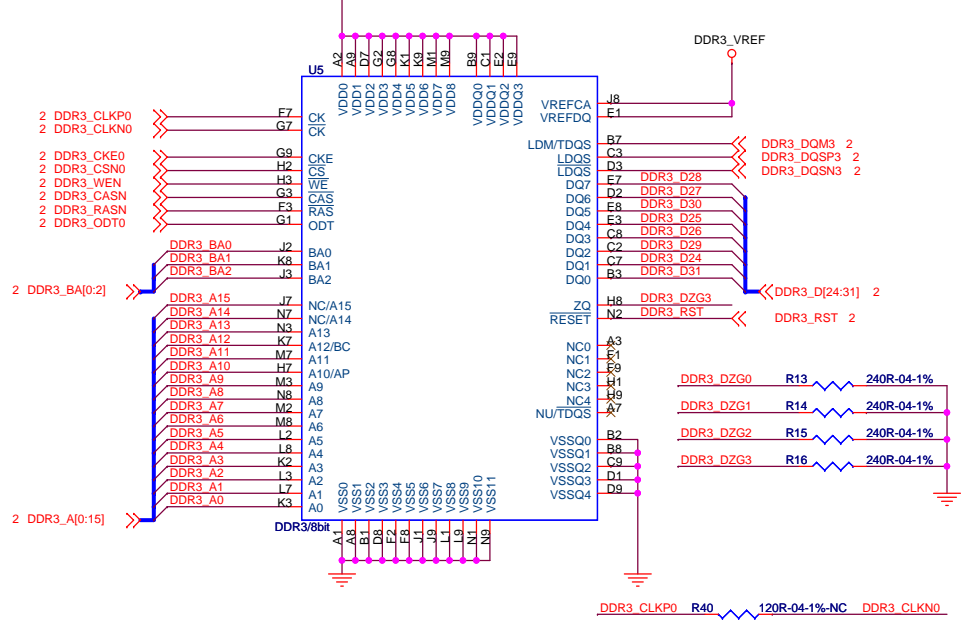 DDR3_VREF
U5
A2 A9 D7 G2 G8 K1 K9 M1 M9 B9 C1 E2 E9
VDD0 VDD1 VDD2 VDD3 VDD4 VDD5 VDD6 VDD7 VDD8 VDDQ0 VDDQ1 VDDQ2 VDDQ3
2 DDR3_CLKP0 F7 CK
2 DDR3_CLKN0 G7 CK
2 DDR3_CKE0 G9 CKE
2 DDR3_CSN0 H2 CS
2 DDR3_WEN H3 WE
2 DDR3_CASN G3 CAS
2 DDR3_RASN F3 RAS
2 DDR3_ODT0 G1 ODT
DDR3_BA0 J2 BA0
DDR3_BA1 K8 BA1
DDR3_BA2 J3 BA2
2 DDR3_BA[0:2]
DDR3_A15 J7 NC/A15
DDR3_A14 N7 NC/A14
DDR3_A13 N3 A13
DDR3_A12 K7 A12/BC
DDR3_A11 M7 A11
DDR3_A10 H7 A10/AP
DDR3_A9 M3 A9
DDR3_A8 N8 A8
DDR3_A7 M2 A7
DDR3_A6 M8 A6
DDR3_A5 L2 A5
DDR3_A4 L8 A4
DDR3_A3 K2 A3
DDR3_A2 L3 A2
DDR3_A1 L7 A1
DDR3_A0 K3 A0
2 DDR3_A[0:15]
DDR3/8bit
VREFCA J8
VREFDQ E1
LDM/TDQS B7 DDR3_DQM3 2
LDQS C3 DDR3_DQSP3 2
LDQS D3 DDR3_DQSN3 2
DQ7 E7 DDR3_D28
DQ6 D2 DDR3_D27
DQ5 E8 DDR3_D30
DQ4 E3 DDR3_D25
DQ3 C8 DDR3_D26
DQ2 C2 DDR3_D29
DQ1 C7 DDR3_D24
DQ0 B3 DDR3_D31
DDR3_D[24:31] 2
ZQ H8 DDR3_DZG3
RESET N2 DDR3_RST DDR3_RST 2
NC0 A3
NC1 F1
NC2 F9
NC3 H1
NC4 H9
NU/TDQS A7
VSSQ0 B2
VSSQ1 B8
VSSQ2 C9
VSSQ3 D1
VSSQ4 D9
VSS0 VSS1 VSS2 VSS3 VSS4 VSS5 VSS6 VSS7 VSS8 VSS9 VSS10 VSS11
A1 A8 B1 D8 F2 F8 J1 J9 L1 L9 N1 N9
DDR3_DZG0 R13 240R-04-1%
DDR3_DZG1 R14 240R-04-1%
DDR3_DZG2 R15 240R-04-1%
DDR3_DZG3 R16 240R-04-1%
DDR3_CLKP0 R40 120R-04-1%-NC DDR3_CLKN0